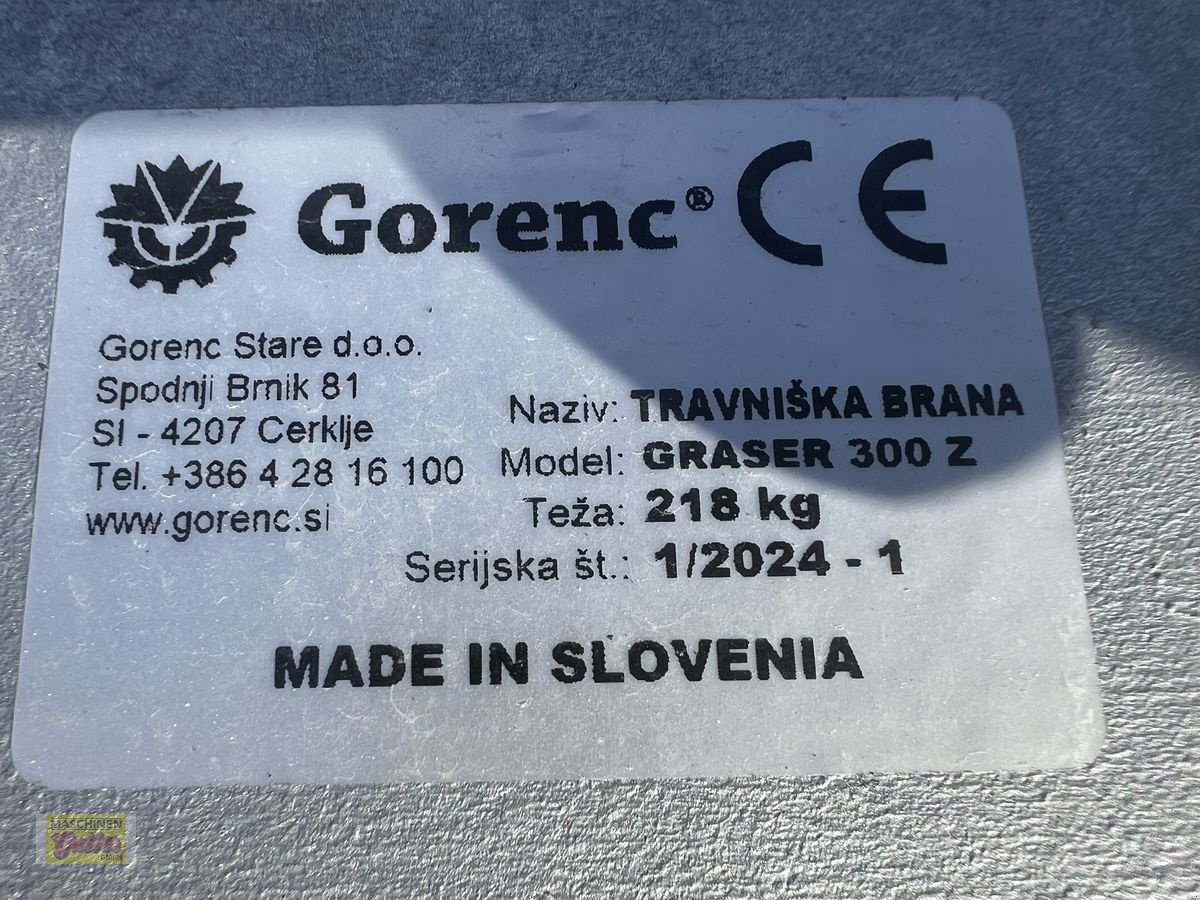 Gorenc® CE
Gorenc Stare d.o.o.
Spodnji Brnik 81
SI - 4207 Cerklje
Tel. +386 4 28 16 100
www.gorenc.si
Naziv: TRAVNIŠKA BRANA
Model: GRASER 300 Z
Teža: 218 kg
Serijska št.: 1/2024 - 1
MADE IN SLOVENIA
MASCHINEN